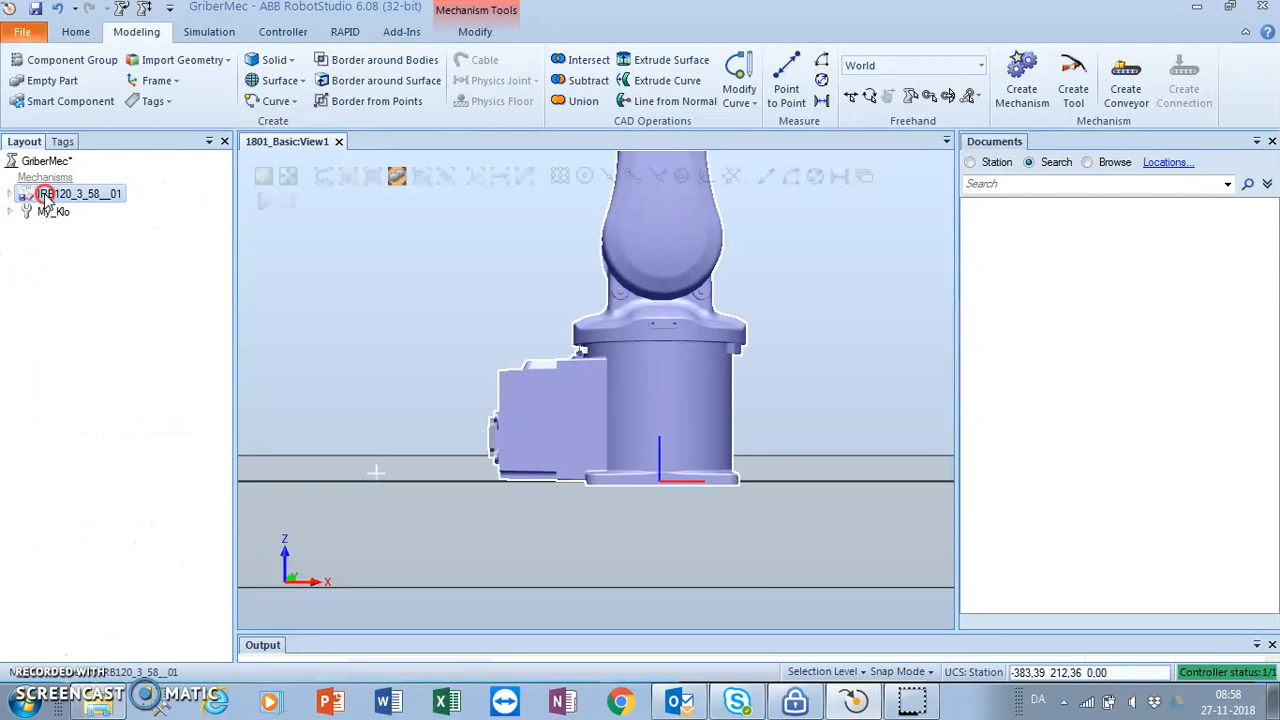 GriberMec - ABB RobotStudio 6.08 (32-bit)
Mechanism Tools
File
Home
Modeling
Simulation
Controller
RAPID
Add-Ins
Modify
Component Group
Empty Part
Smart Component
Import Geometry
Frame
Tags
Solid
Surface
Curve
Border around Bodies
Border around Surface
Border from Points
Cable
Physics Joint
Physics Floor
Create
Intersect
Subtract
Union
Extrude Surface
Extrude Curve
Line from Normal
Modify
Curve
CAD Operations
Point
to Point
Measure
World
Freehand
Create
Mechanism
Create
Tool
Create
Conveyor
Create
Connection
Mechanism
Layout
Tags
GriberMec*
Mechanisms
IRB120_3_58__01
My_Klo
1801_Basic:View1
Z
X
Documents
Station
Search
Browse
Locations...
Search
Output
RB120_3_58__01
Selection Level
Snap Mode
UCS: Station
-383,39 212,36 0,00
Controller status: 1/1
RECORDED WITH
SCREENCAST
MATIC
DA
08:58
27-11-2018